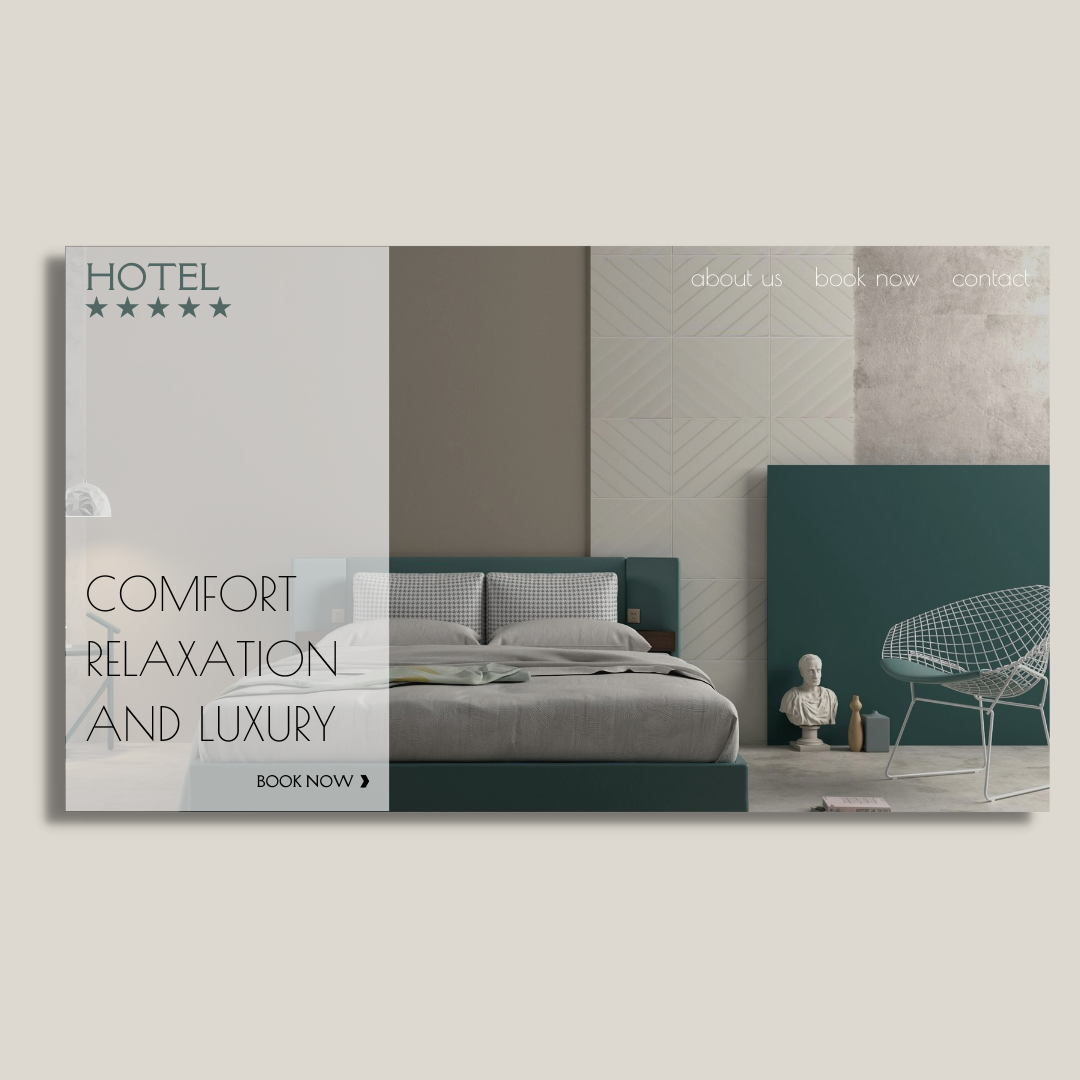 HOTEL
★★★★★
about us book now contact
COMFORT
RELAXATION
AND LUXURY
BOOK NOW ❩